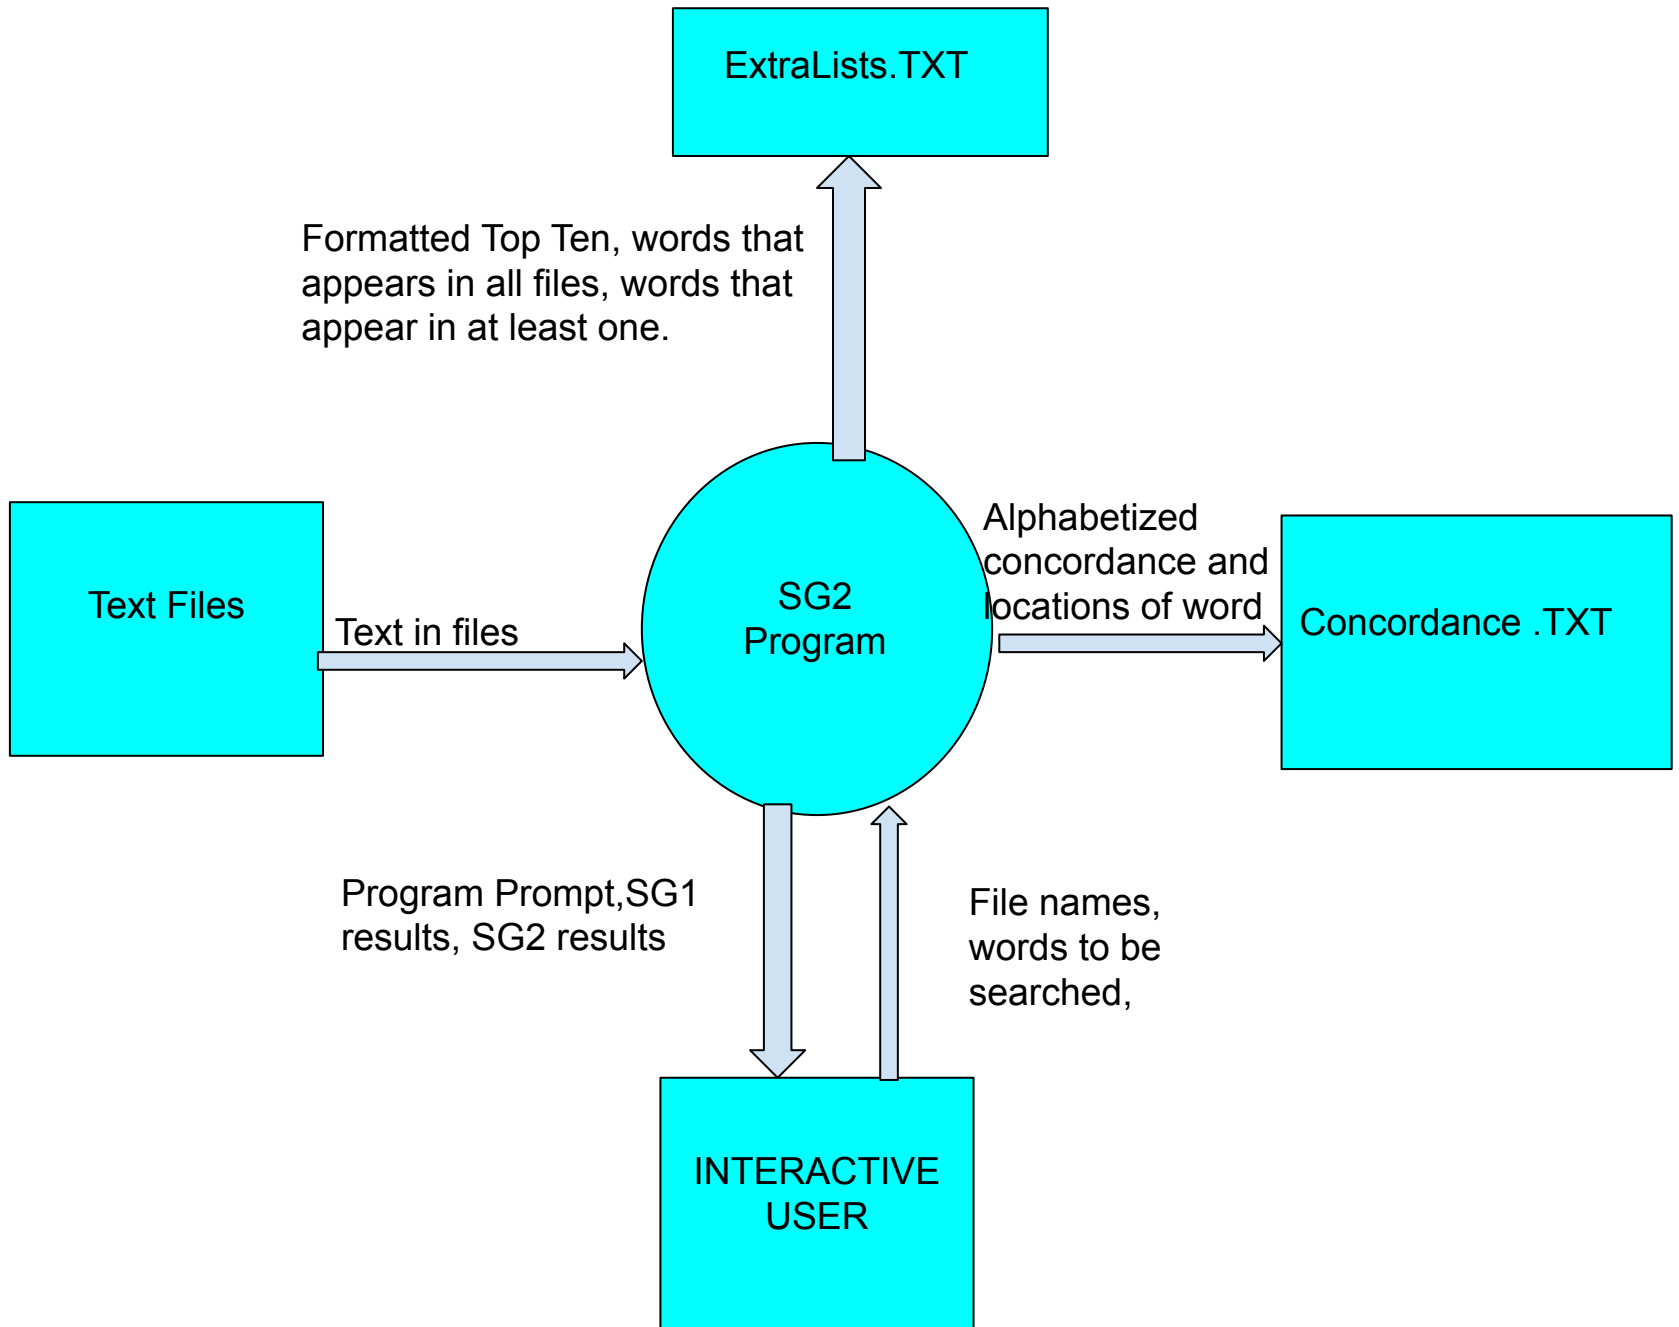 ExtraLists.TXT
Formatted Top Ten, words that
appears in all files, words that
appear in at least one.
Text Files
Text in files
SG2
Program
Alphabetized
concordance and
locations of word
Concordance .TXT
Program Prompt,SG1
results, SG2 results
File names,
words to be
searched,
INTERACTIVE
USER